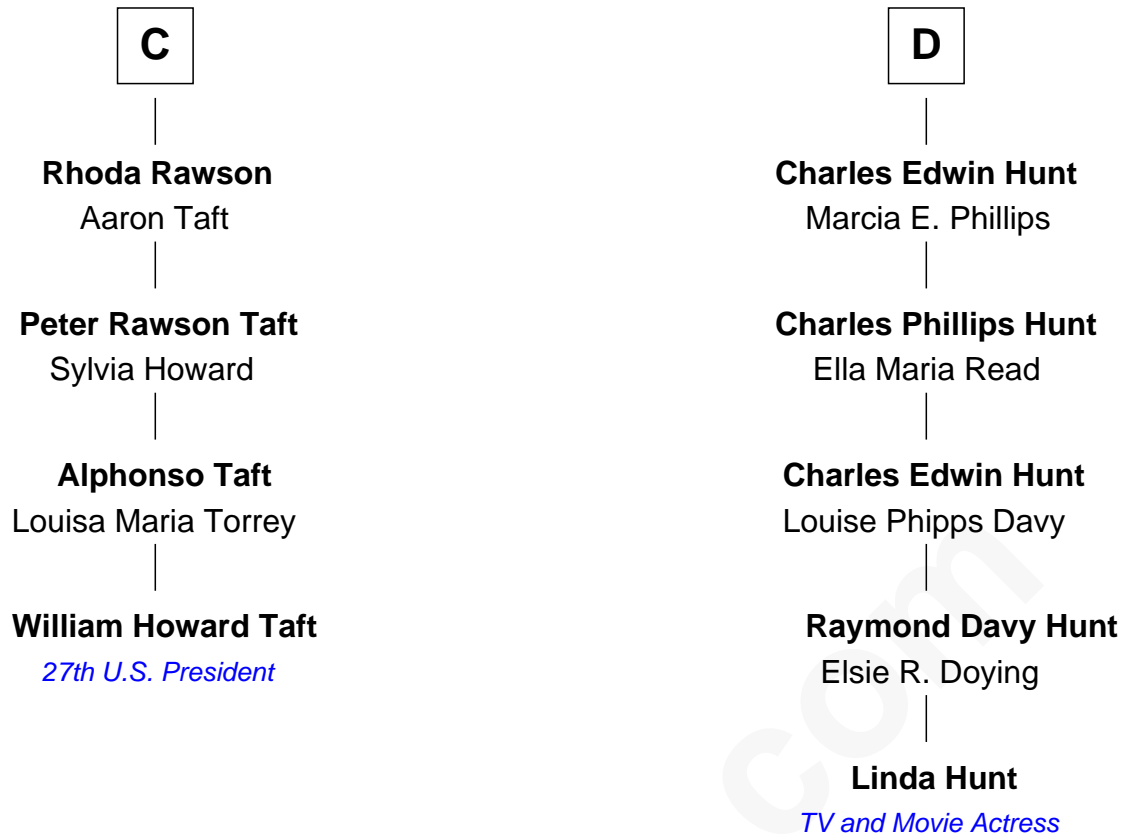 C
Rhoda Rawson
Aaron Taft
Peter Rawson Taft
Sylvia Howard
Alphonso Taft
Louisa Maria Torrey
William Howard Taft
27th U.S. President
D
Charles Edwin Hunt
Marcia E. Phillips
Charles Phillips Hunt
Ella Maria Read
Charles Edwin Hunt
Louise Phipps Davy
Raymond Davy Hunt
Elsie R. Doying
Linda Hunt
TV and Movie Actress
com